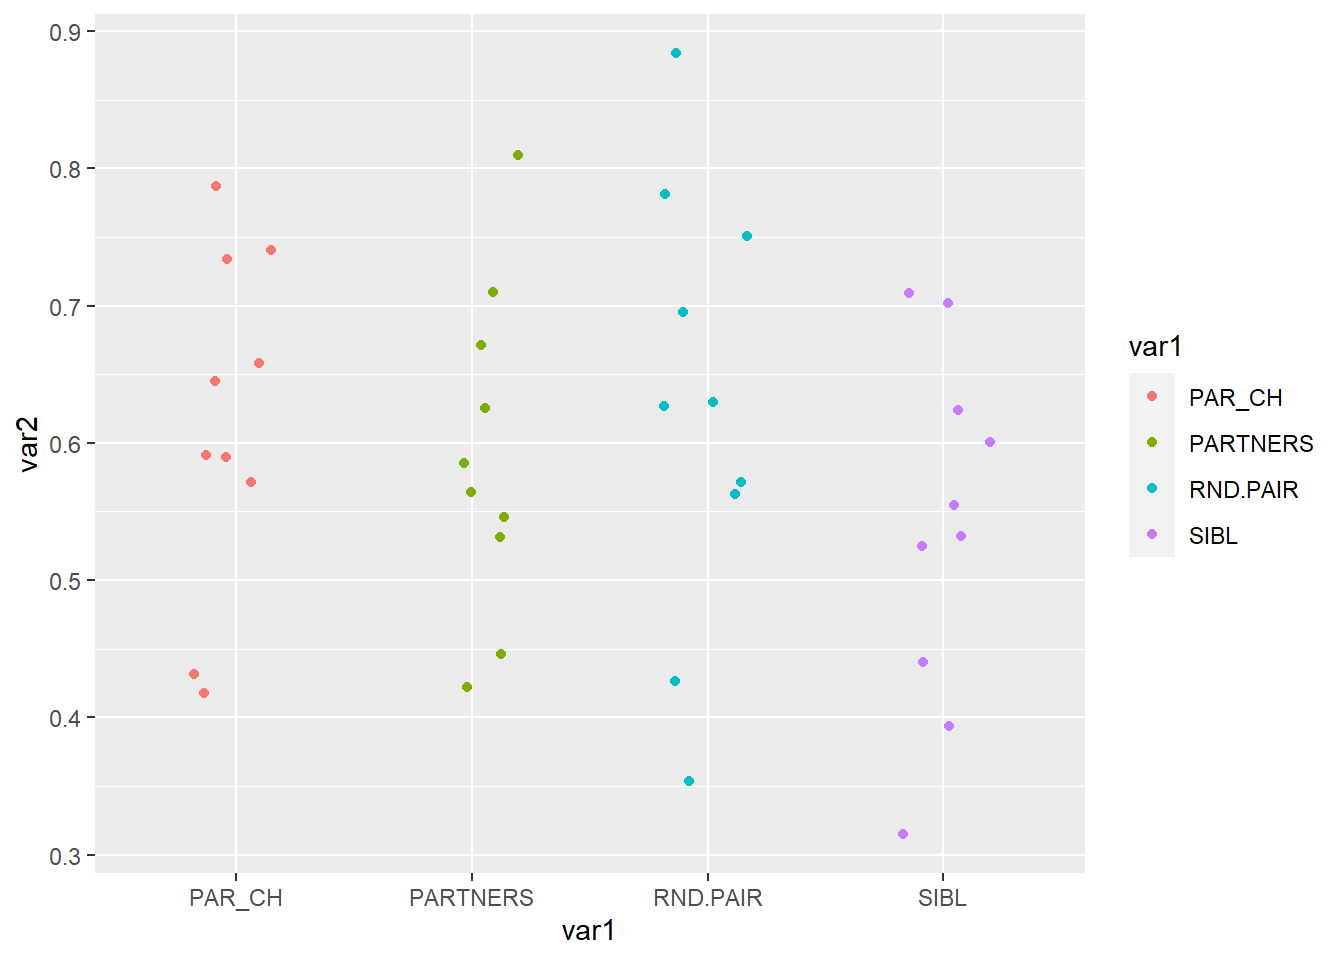 0.9
0.8
0.7
0.6
0.5
0.4
0.3
var2
PAR_CH PARTNERS RND.PAIR SIBL
var1
var1
PAR_CH
PARTNERS
RND.PAIR
SIBL